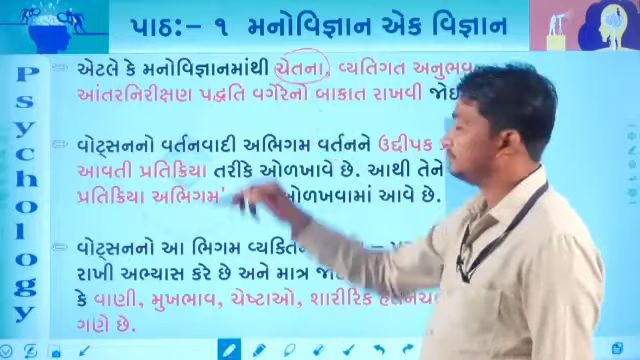 પાઠ:– ૧ મનોવિજ્ઞાન એક વિજ્ઞાન
Psychology
એટલે કે મનોવિજ્ઞાનમાંથી ચેતના, વ્યતિગત અનુભવ
આંતરનિરીક્ષણ પદ્ધતિ વગેરેનો બાકાત રાખવી
વોટ્સનનો વર્તનવાદી અભિગમ વર્તનને ઉદ્દીપક
આવતી પ્રતિક્રિયા તરીકે ઓળખાવે છે. આથી તેને
પ્રતિક્રિયા અભિગમ' ઓળખવામાં આવે છે.
વોટ્સનનો આ ભિગમ
રાખી અભ્યાસ કરે છે અને માત્ર
કે વાણી, મુખભાવ, ચેષ્ટાઓ, શારીરિક
ગણે છે.